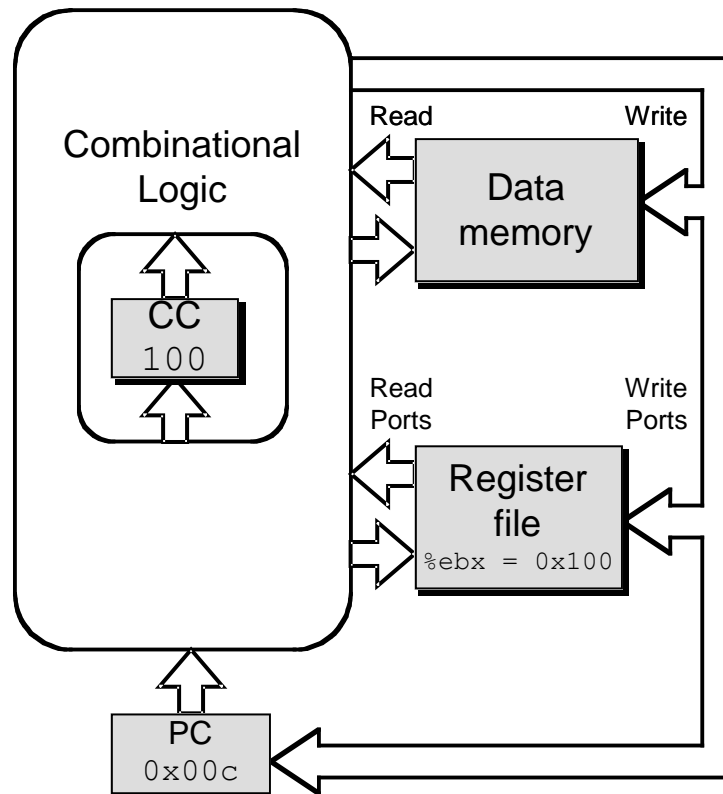 Combinational
Logic
CC
100
Read
Write
Data
memory
Read
Ports
Write
Ports
Register
file
%ebx = 0x100
PC
0x00c